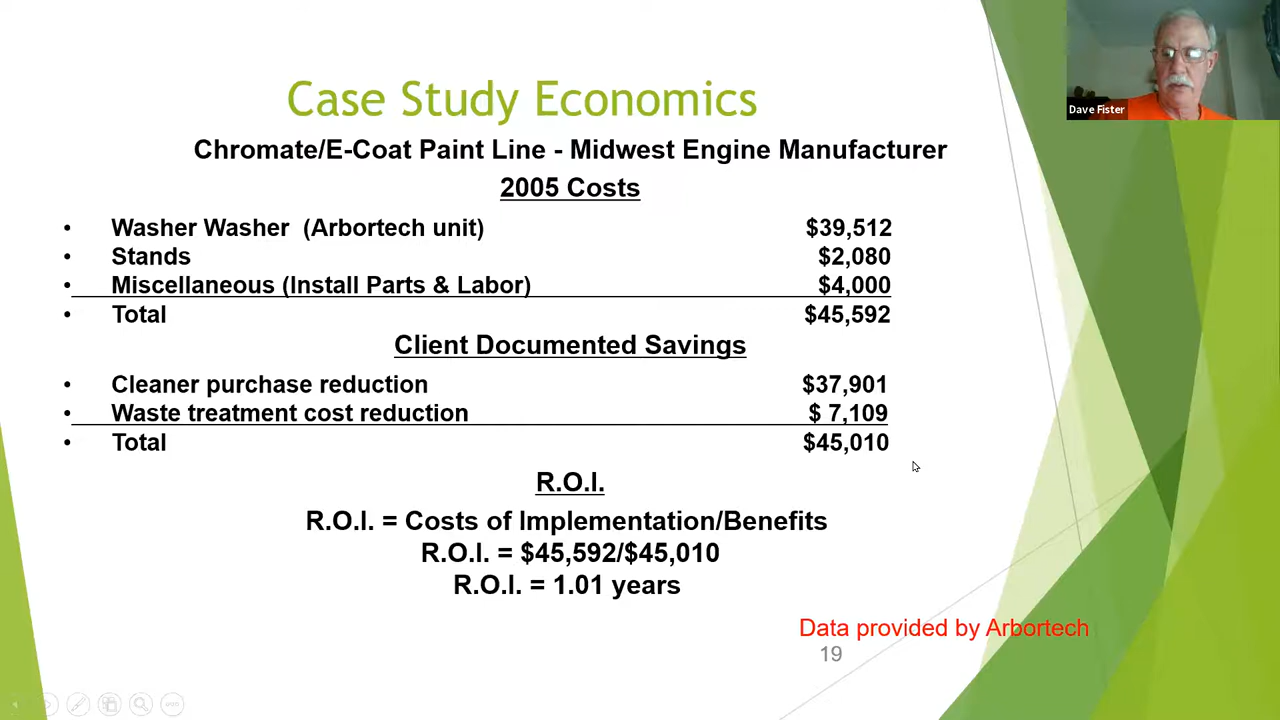 Dave Fister
Case Study Economics
Chromate/E-Coat Paint Line - Midwest Engine Manufacturer
2005 Costs
• Washer Washer (Arbortech unit) $39,512
• Stands $2,080
• Miscellaneous (Install Parts & Labor) $4,000
• Total $45,592
Client Documented Savings
• Cleaner purchase reduction $37,901
• Waste treatment cost reduction $ 7,109
• Total $45,010
R.O.I.
R.O.I. = Costs of Implementation/Benefits
R.O.I. = $45,592/$45,010
R.O.I. = 1.01 years
Data provided by Arbortech
19